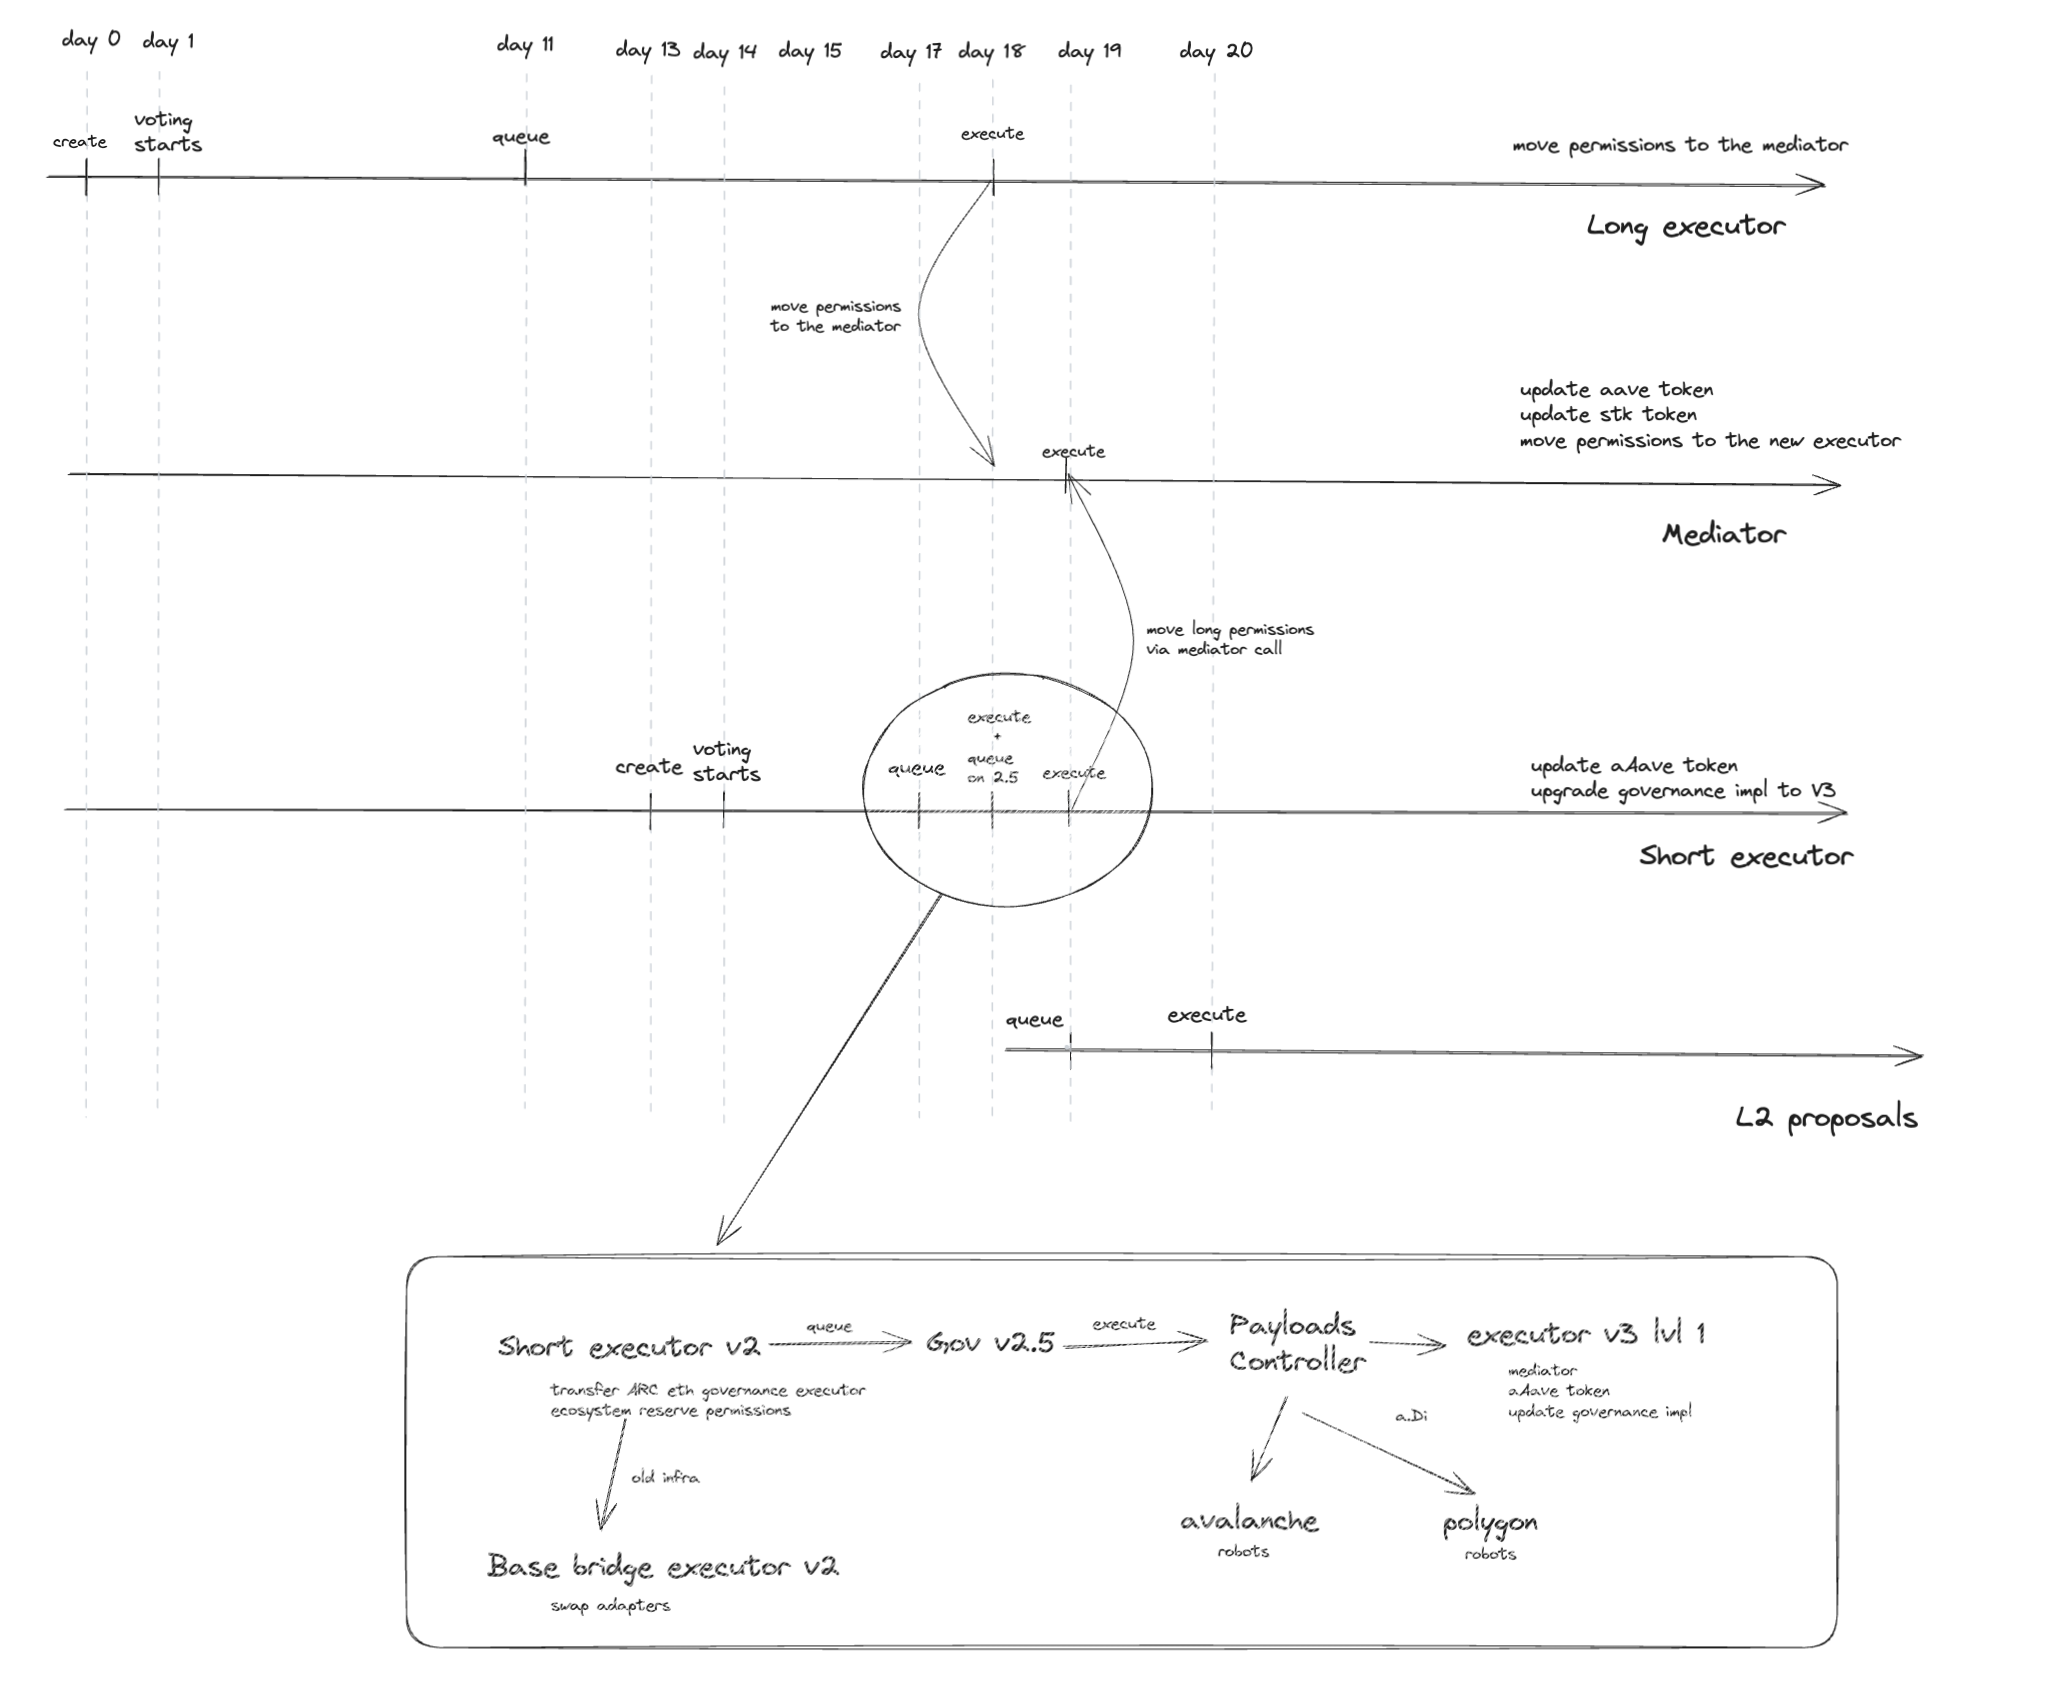 day 0
day 1
day 11
day 13
day 14
day 15
day 17
day 18
day 19
day 20
create
voting
starts
queue
execute
move permissions to the mediator
Long executor
move permissions
to the mediator
update aave token
update stk token
move permissions to the new executor
execute
Mediator
move long permissions
via mediator call
create
voting
starts
queue
execute
+
queue
on 2.5
execute
update aAave token
upgrade governance impl to V3
Short executor
queue
execute
L2 proposals
Short executor v2
queue
Gov v2.5
execute
Payloads
Controller
executor v3 lvl 1
transfer ARC eth governance executor
ecosystem reserve permissions
mediator
aAave token
update governance impl
a.Di
old infra
avalanche
robots
polygon
robots
Base bridge executor v2
swap adapters